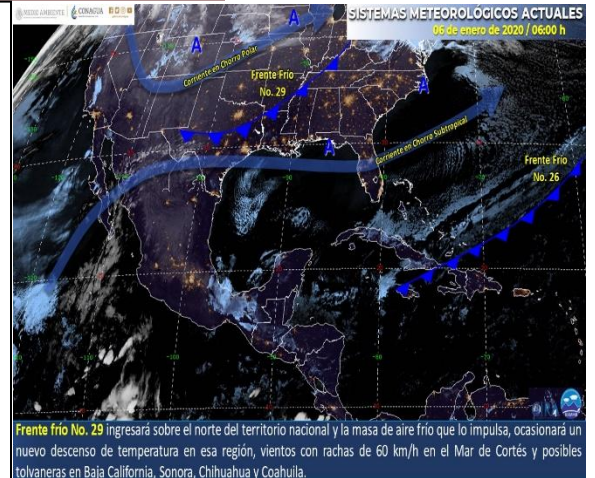 MEDIO AMBIENTE
CONAGUA
SISTEMAS METEOROLÓGICOS ACTUALES
06 de enero de 2020 / 06:00 h
A
Corriente en Chorro Polar
A
Frente Frío
No. 29
A
A
Corriente en Chorro Subtropical
Frente Frío
No. 26
Frente frío No. 29 ingresará sobre el norte del territorio nacional y la masa de aire frío que lo impulsa, ocasionará un
nuevo descenso de temperatura en esa región, vientos con rachas de 60 km/h en el Mar de Cortés y posibles
tolvaneras en Baja California, Sonora, Chihuahua y Coahuila.